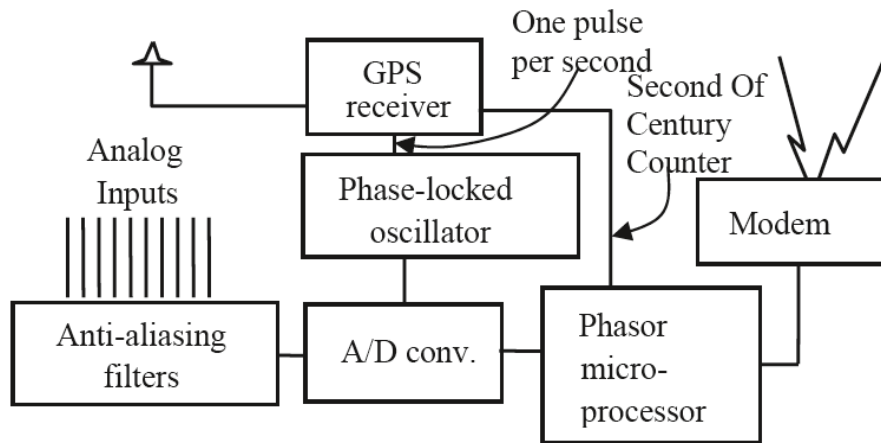 One pulse
per second
GPS
receiver
Second Of
Century
Counter
Analog
Inputs
Phase-locked
oscillator
Modem
Anti-aliasing
filters
A/D conv.
Phasor
micro-
processor